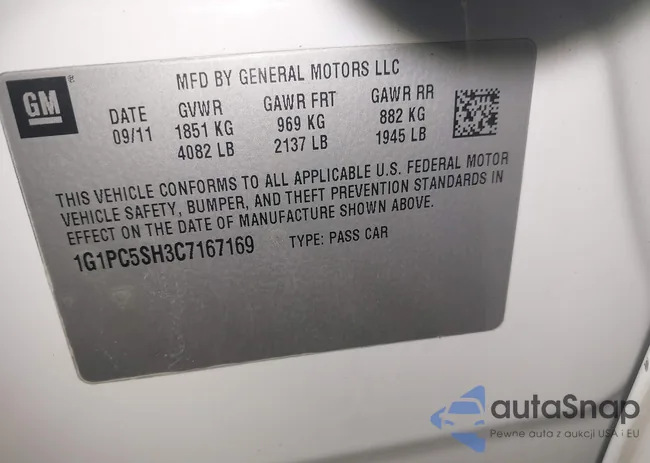 GM
®
MFD BY GENERAL MOTORS LLC
DATE GVWR GAWR FRT GAWR RR
09/11 1851 KG 969 KG 882 KG
4082 LB 2137 LB 1945 LB
THIS VEHICLE CONFORMS TO ALL APPLICABLE U.S. FEDERAL MOTOR
VEHICLE SAFETY, BUMPER, AND THEFT PREVENTION STANDARDS IN
EFFECT ON THE DATE OF MANUFACTURE SHOWN ABOVE.
1G1PC5SH3C7167169 TYPE: PASS CAR
autoSnap
Pewne auta z aukcji USA i EU